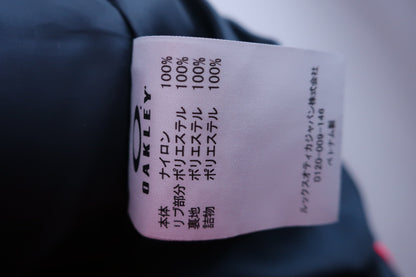 OAKLEY
本体 ナイロン 100%
リブ部分 ポリエステル 100%
裏地 ポリエステル 100%
詰物 ポリエステル 100%
ルックスオティカジャパン株式会社
0120-009-146
ベトナム製